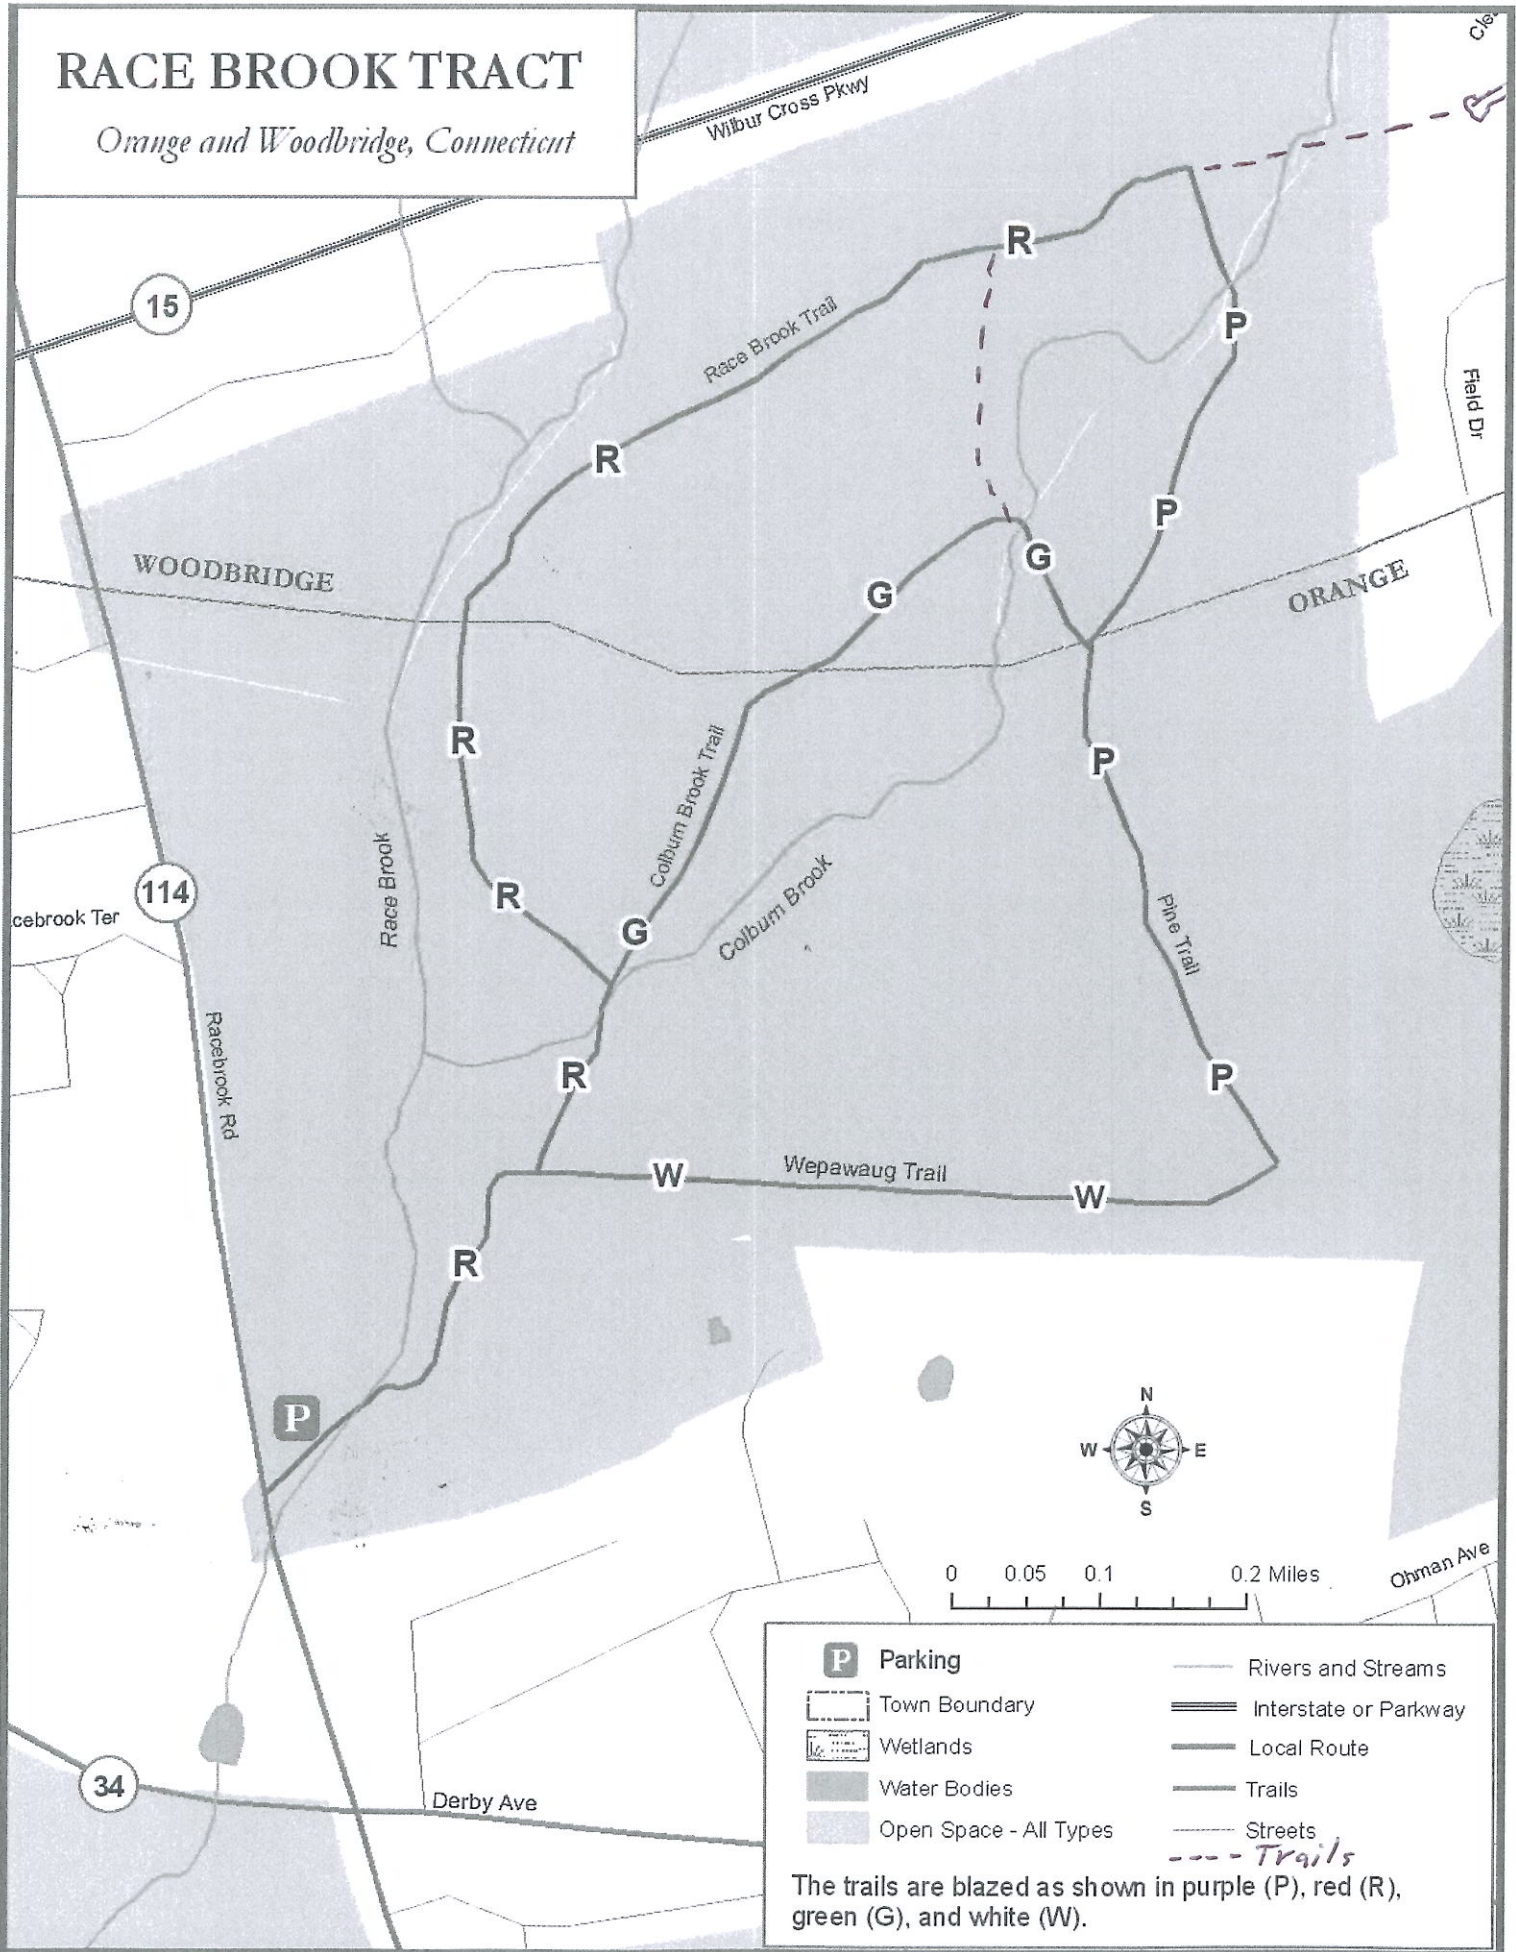 RACE BROOK TRACT
Orange and Woodbridge, Connecticut
Wilbur Cross Pkwy
R
15
Race Brook Trail
P
Field Dr
R
P
WOODBRIDGE
G
ORANGE
G
R
P
Colburn Brook Trail
Race Brook
Colburn Brook
114
cebrook Ter
R
G
Pine Trail
Racebrook Rd
R
P
W
Wepawaug Trail
W
R
P
N
W E
S
0 0.05 0.1 0.2 Miles
Ohman Ave
34
Derby Ave
P Parking
Town Boundary
Wetlands
Water Bodies
Open Space - All Types
Rivers and Streams
Interstate or Parkway
Local Route
Trails
Streets
Trails
The trails are blazed as shown in purple (P), red (R),
green (G), and white (W).